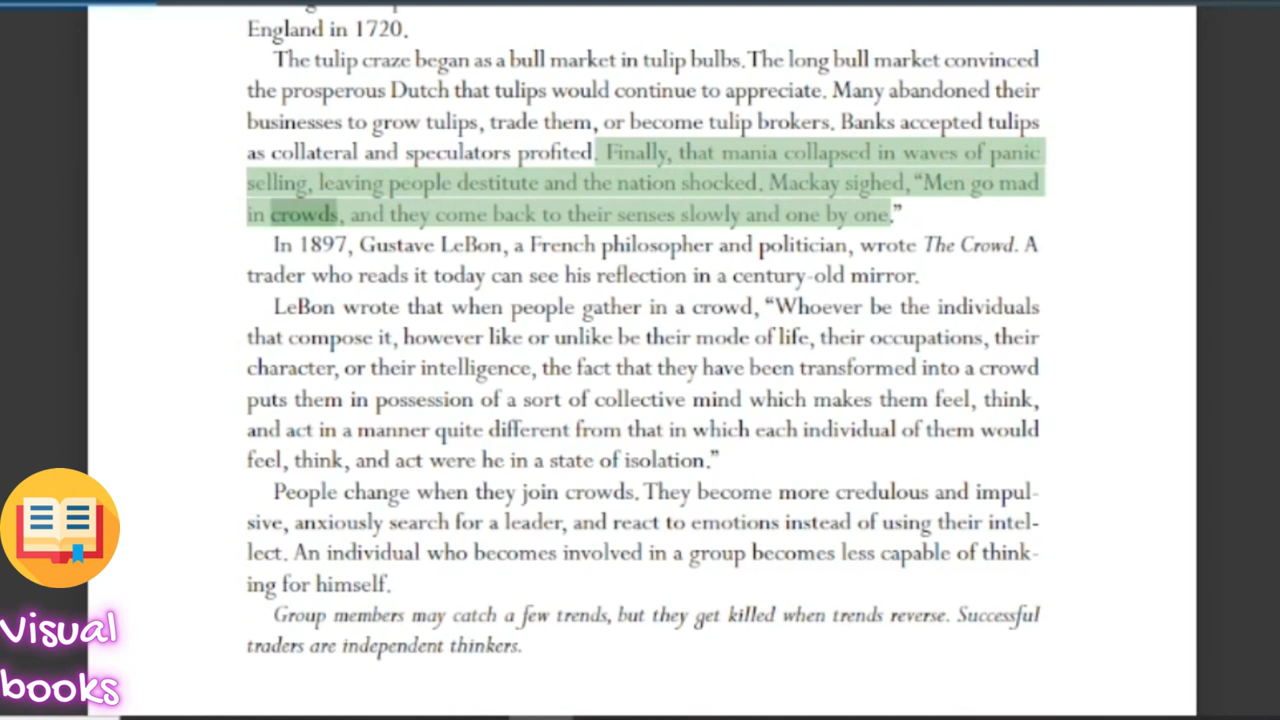 England in 1720.
The tulip craze began as a bull market in tulip bulbs. The long bull market convinced
the prosperous Dutch that tulips would continue to appreciate. Many abandoned their
businesses to grow tulips, trade them, or become tulip brokers. Banks accepted tulips
as collateral and speculators profited. Finally, that mania collapsed in waves of panic
selling, leaving people destitute and the nation shocked. Mackay sighed, “Men go mad
in crowds, and they come back to their senses slowly and one by one.”
In 1897, Gustave LeBon, a French philosopher and politician, wrote The Crowd. A
trader who reads it today can see his reflection in a century-old mirror.
LeBon wrote that when people gather in a crowd, “Whoever be the individuals
that compose it, however like or unlike be their mode of life, their occupations, their
character, or their intelligence, the fact that they have been transformed into a crowd
puts them in possession of a sort of collective mind which makes them feel, think,
and act in a manner quite different from that in which each individual of them would
feel, think, and act were he in a state of isolation.”
People change when they join crowds. They become more credulous and impul-
sive, anxiously search for a leader, and react to emotions instead of using their intel-
lect. An individual who becomes involved in a group becomes less capable of think-
ing for himself.
Group members may catch a few trends, but they get killed when trends reverse. Successful
traders are independent thinkers.
Visual
books